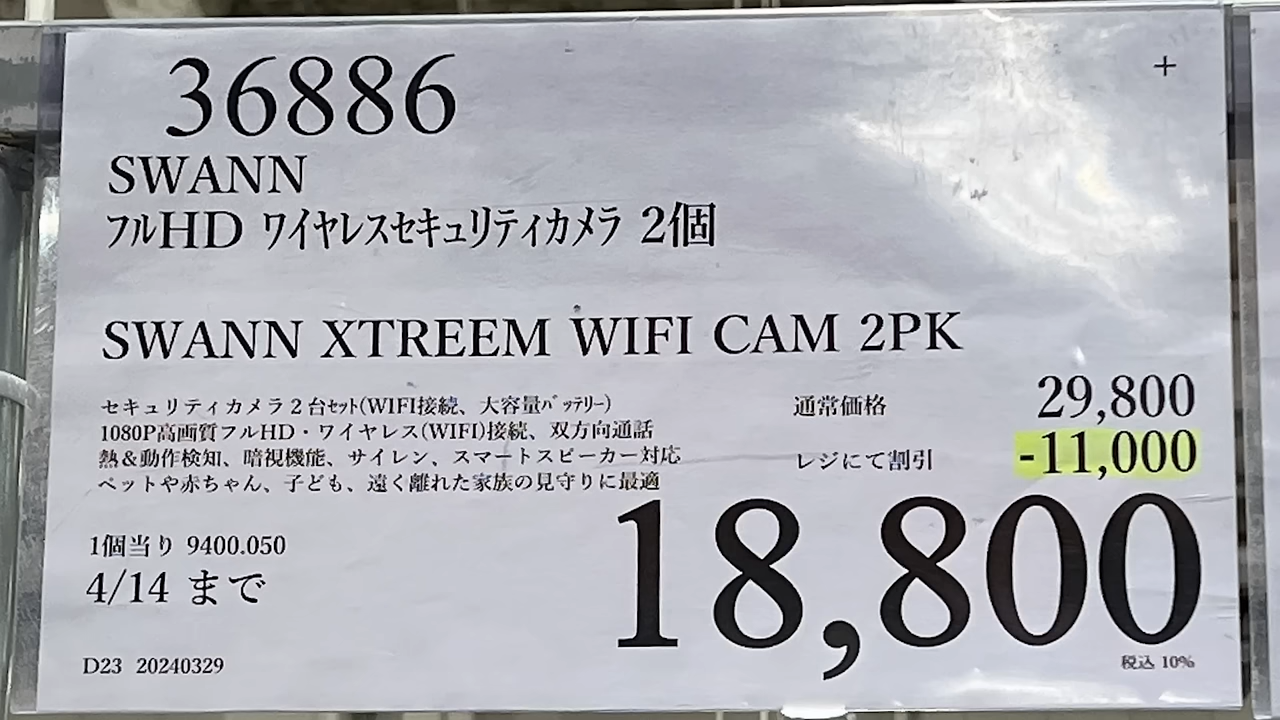 36886
+
SWANN
フルHD ワイヤレスセキュリティカメラ 2個
SWANN XTREEM WIFI CAM 2PK
セキュリティカメラ2台ｾｯﾄ(WIFI接続、大容量ﾊﾞｯﾃﾘｰ)
1080P高画質フルHD・ワイヤレス(WIFI)接続、双方向通話
熱＆動作検知、暗視機能、サイレン、スマートスピーカー対応
ペットや赤ちゃん、子ども、遠く離れた家族の見守りに最適
通常価格 29,800
レジにて割引 -11,000
18,800
税込 10%
1個当り 9400.050
4/14 まで
D23 20240329